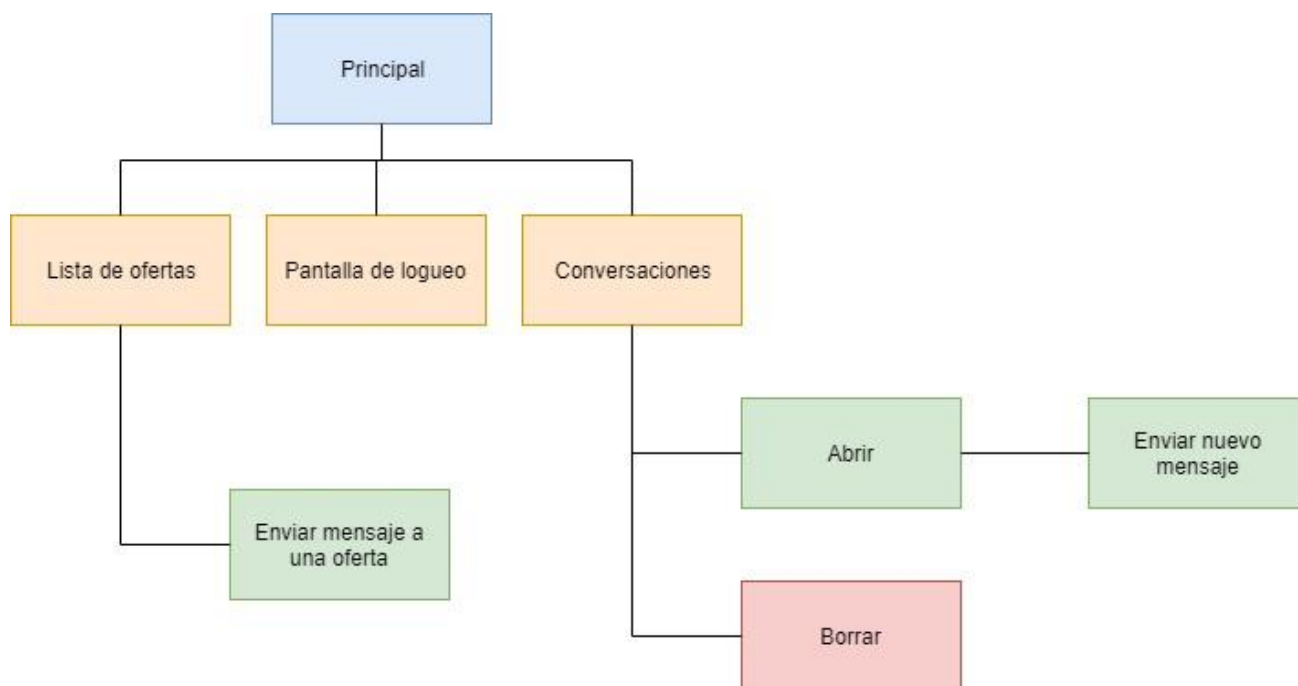 Principal
Lista de ofertas
Pantalla de logueo
Conversaciones
Abrir
Enviar nuevo
mensaje
Enviar mensaje a
una oferta
Borrar